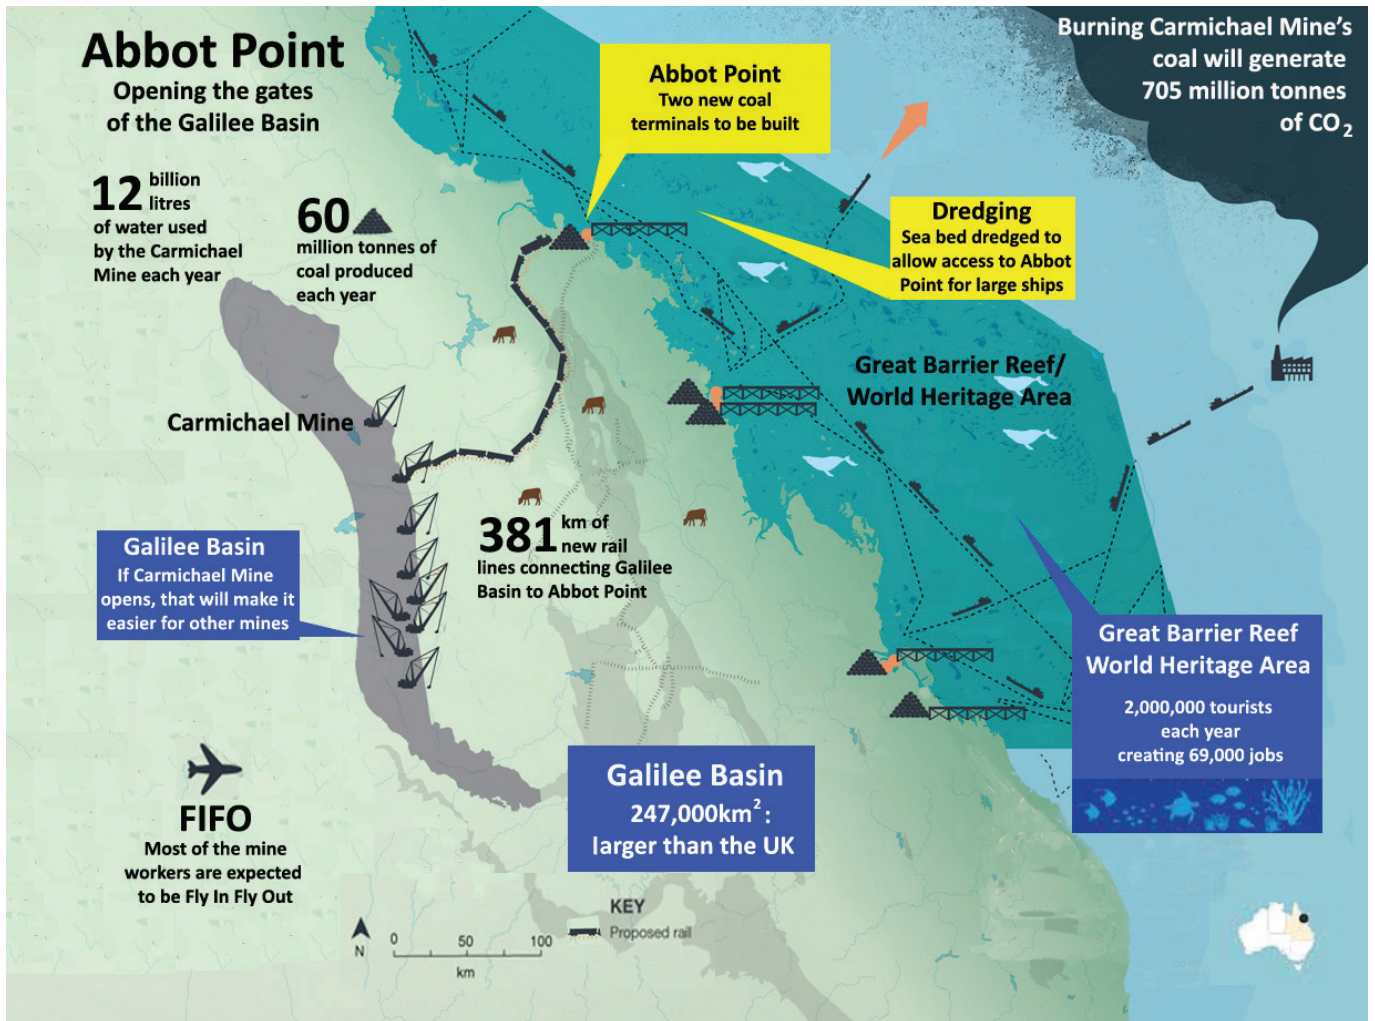 Abbot Point
Opening the gates
of the Galilee Basin
12 billion
litres
of water used
by the Carmichael
Mine each year
60
million tonnes of
coal produced
each year
Abbot Point
Two new coal
terminals to be built
Burning Carmichael Mine's
coal will generate
705 million tonnes
of CO2
Dredging
Sea bed dredged to
allow access to Abbot
Point for large ships
Great Barrier Reef/
World Heritage Area
Carmichael Mine
381 km of
new rail
lines connecting Galilee
Basin to Abbot Point
Galilee Basin
If Carmichael Mine
opens, that will make it
easier for other mines
Great Barrier Reef
World Heritage Area
2,000,000 tourists
each year
creating 69,000 jobs
Galilee Basin
247,000km2:
larger than the UK
FIFO
Most of the mine
workers are expected
to be Fly In Fly Out
KEY
Proposed rail
N
0 50 100
km